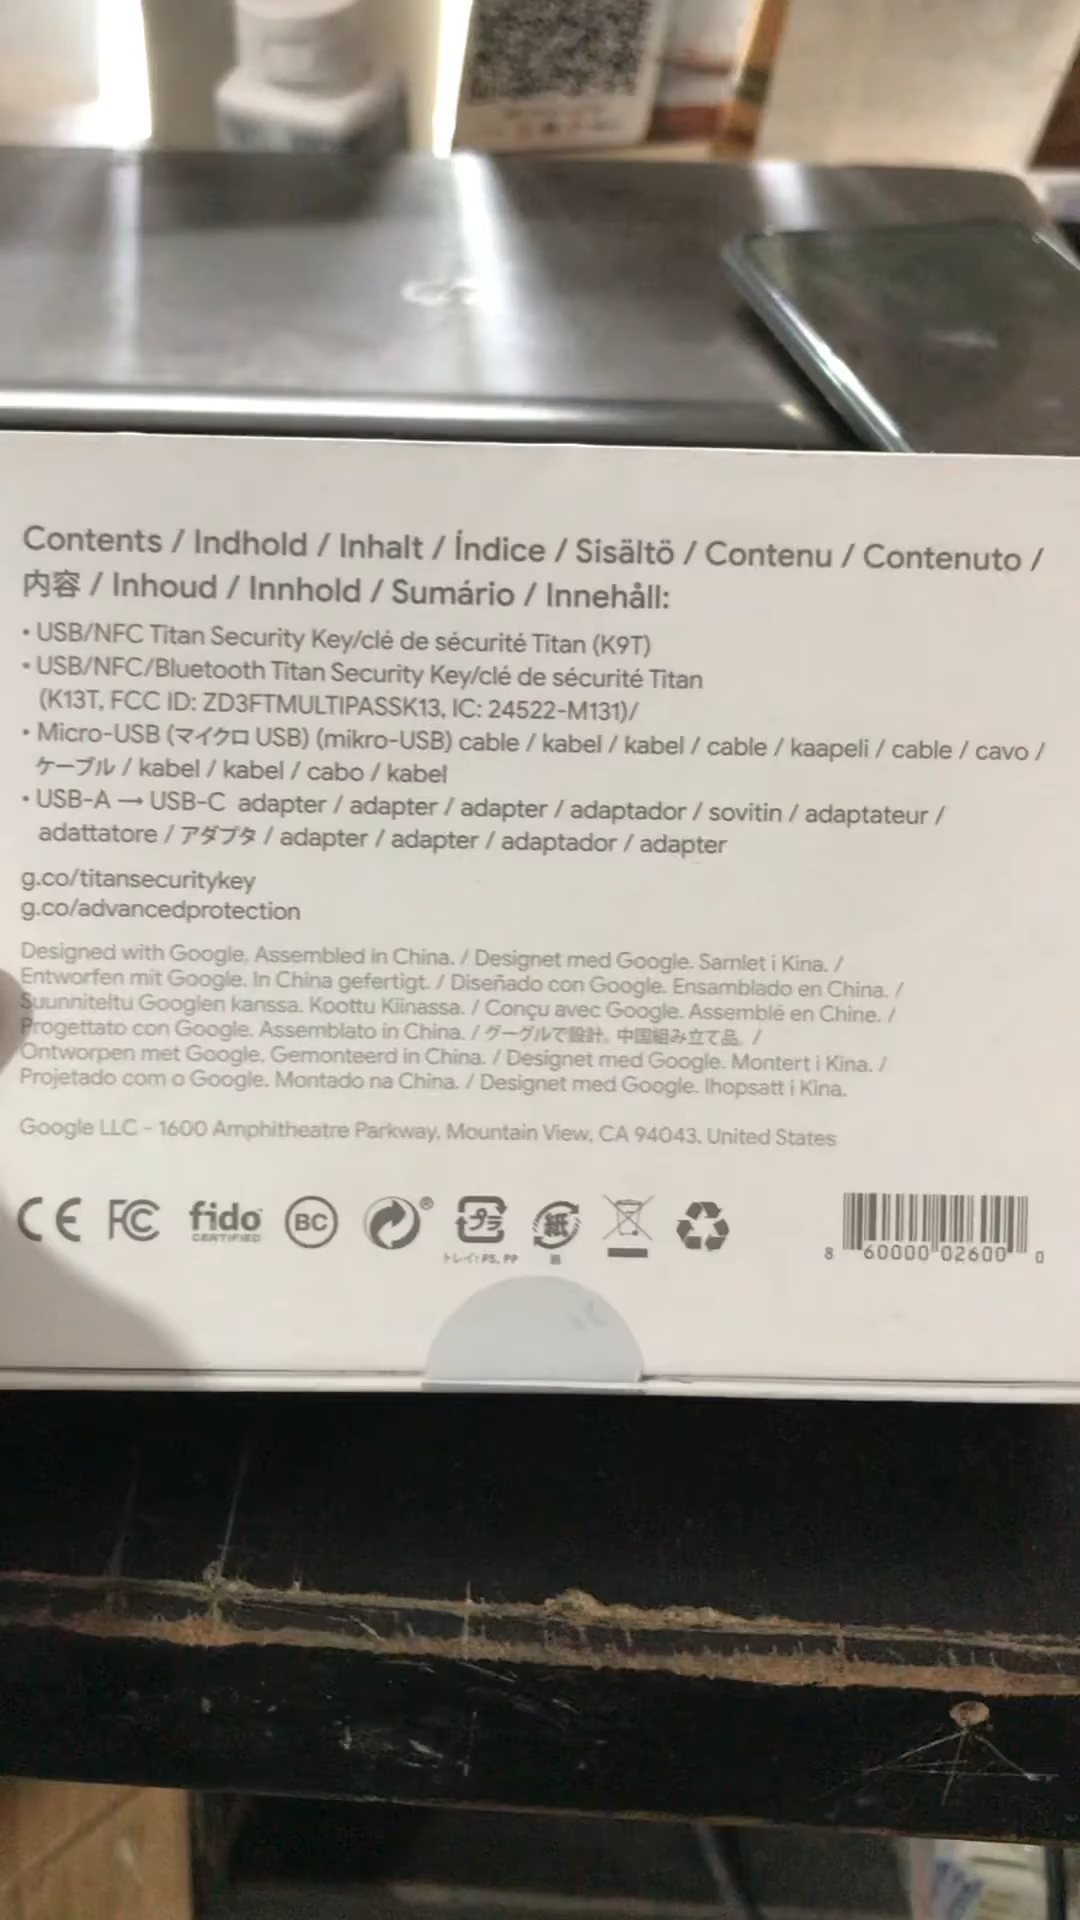 Contents / Indhold / Inhalt / Índice / Sisältö / Contenu / Contenuto /
内容 / Inhoud / Innhold / Sumário / Innehåll:
• USB/NFC Titan Security Key/clé de sécurité Titan (K9T)
• USB/NFC/Bluetooth Titan Security Key/clé de sécurité Titan
(K13T, FCC ID: ZD3FTMULTIPASSK13, IC: 24522-M131)/
• Micro-USB (マイクロ USB) (mikro-USB) cable / kabel / kabel / cable / kaapeli / cable / cavo /
ケーブル / kabel / kabel / cabo / kabel
• USB-A → USB-C adapter / adapter / adapter / adaptador / sovitin / adaptateur /
adattatore / アダプタ / adapter / adapter / adaptador / adapter
g.co/titansecuritykey
g.co/advancedprotection
Designed with Google. Assembled in China. / Designet med Google. Samlet i Kina. /
Entworfen mit Google. In China gefertigt. / Diseñado con Google. Ensamblado en China. /
Suunniteltu Googlen kanssa. Koottu Kiinassa. / Conçu avec Google. Assemblé en Chine. /
Progettato con Google. Assemblato in China. / グーグルで設計。中国組み立て品。 /
Ontworpen met Google. Gemonteerd in China. / Designet med Google. Montert i Kina. /
Projetado com o Google. Montado na China. / Designet med Google. Ihopsatt i Kina.
Google LLC - 1600 Amphitheatre Parkway, Mountain View, CA 94043, United States
CE FC fido BC ® プラ 紙
CERTIFIED
トレイ: PS, PP
8 60000 02600 0